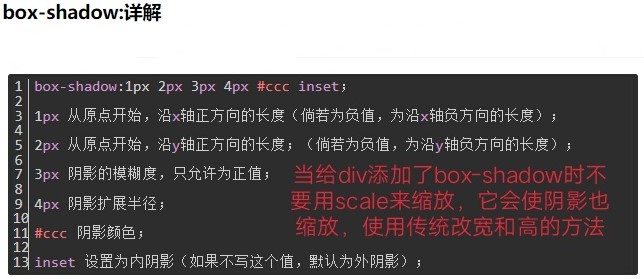 box-shadow:详解
1 box-shadow:1px 2px 3px 4px #ccc inset;
2
3 1px 从原点开始，沿x轴正方向的长度（倘若为负值，为沿x轴负方向的长度）;
4
5 2px 从原点开始，沿y轴正方向的长度;（倘若为负值，为沿y轴负方向的长度）;
6
7 3px 阴影的模糊度，只允许为正值;
8
9 4px 阴影扩展半径;
10
11 #ccc 阴影颜色;
12
13 inset 设置为内阴影（如果不写这个值，默认为外阴影）;
当给div添加了box-shadow时不
要用scale来缩放，它会使阴影也
缩放，使用传统改宽和高的方法